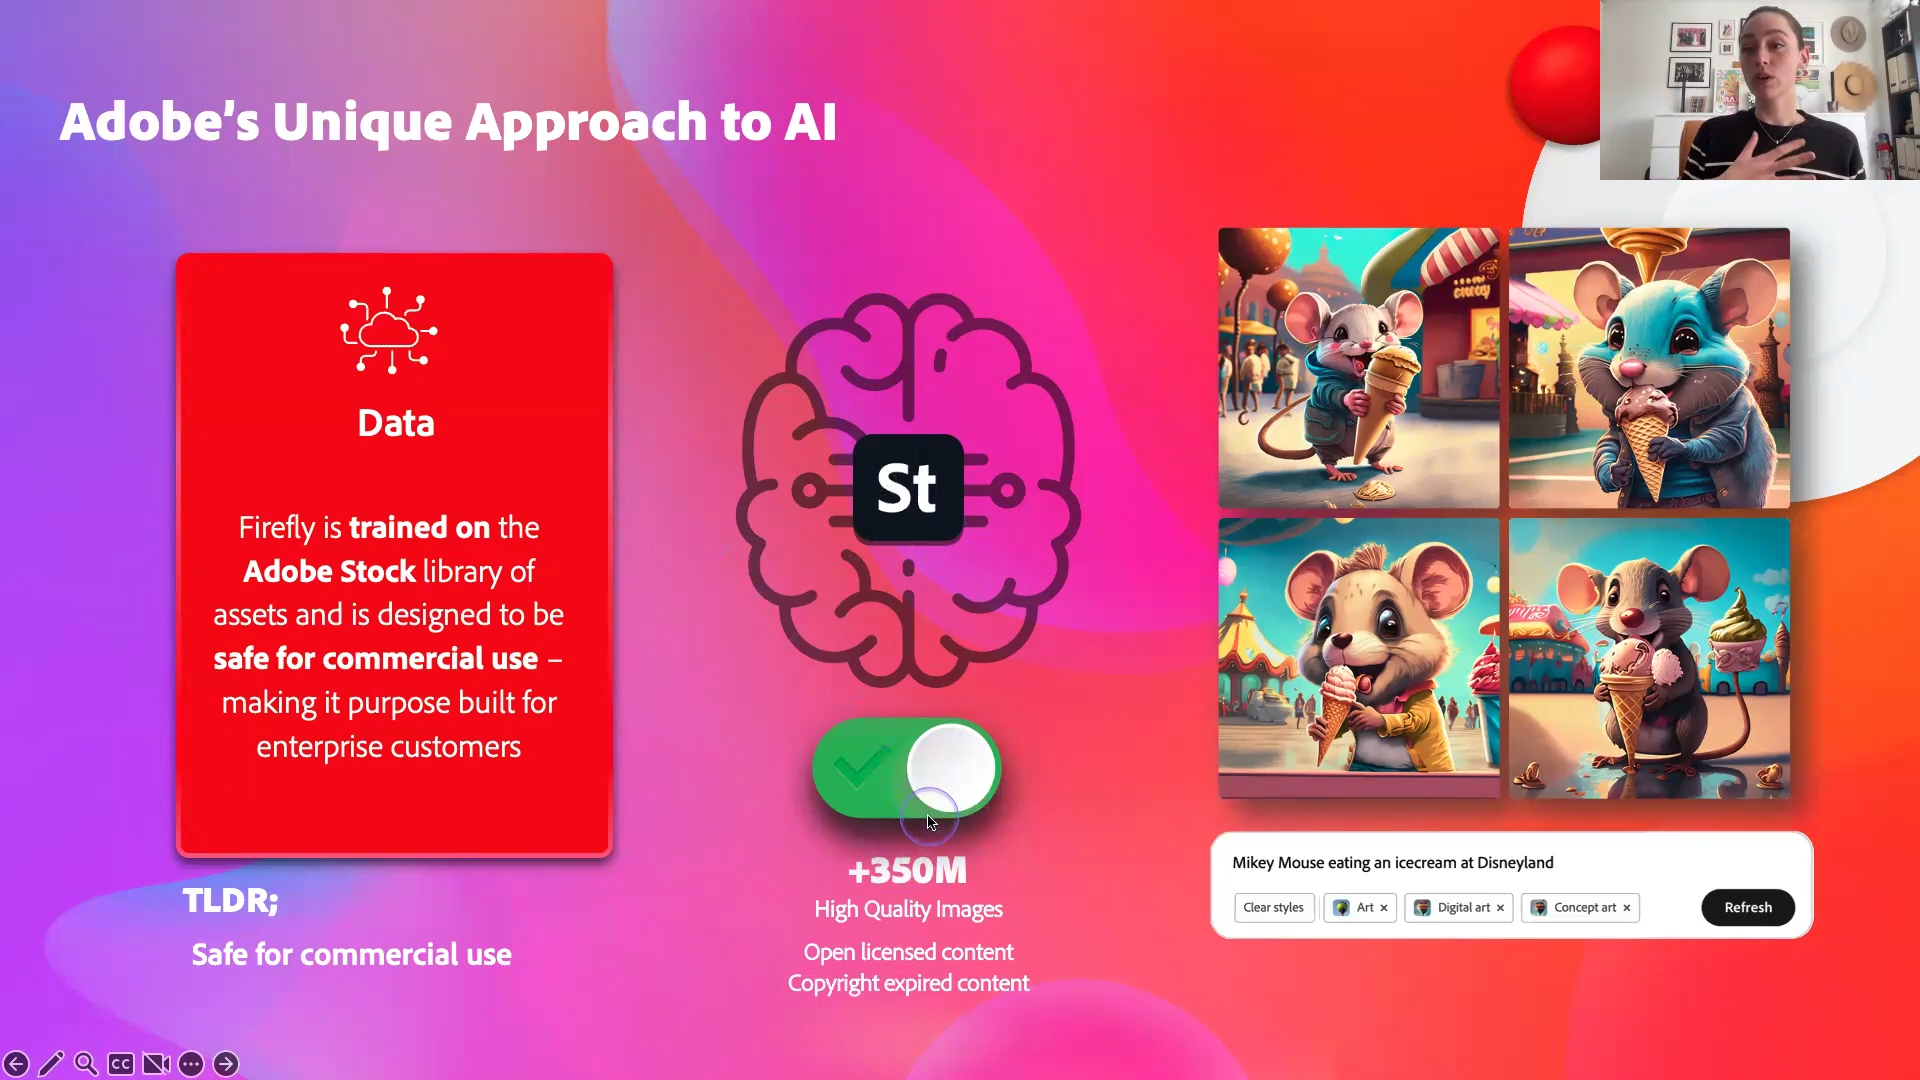 Adobe's Unique Approach to AI
Data
Firefly is trained on the
Adobe Stock library of
assets and is designed to be
safe for commercial use –
making it purpose built for
enterprise customers
TLDR;
Safe for commercial use
St
+350M
High Quality Images
Open licensed content
Copyright expired content
Mikey Mouse eating an icecream at Disneyland
Clear styles
Art ×
Digital art ×
Concept art ×
Refresh
CC